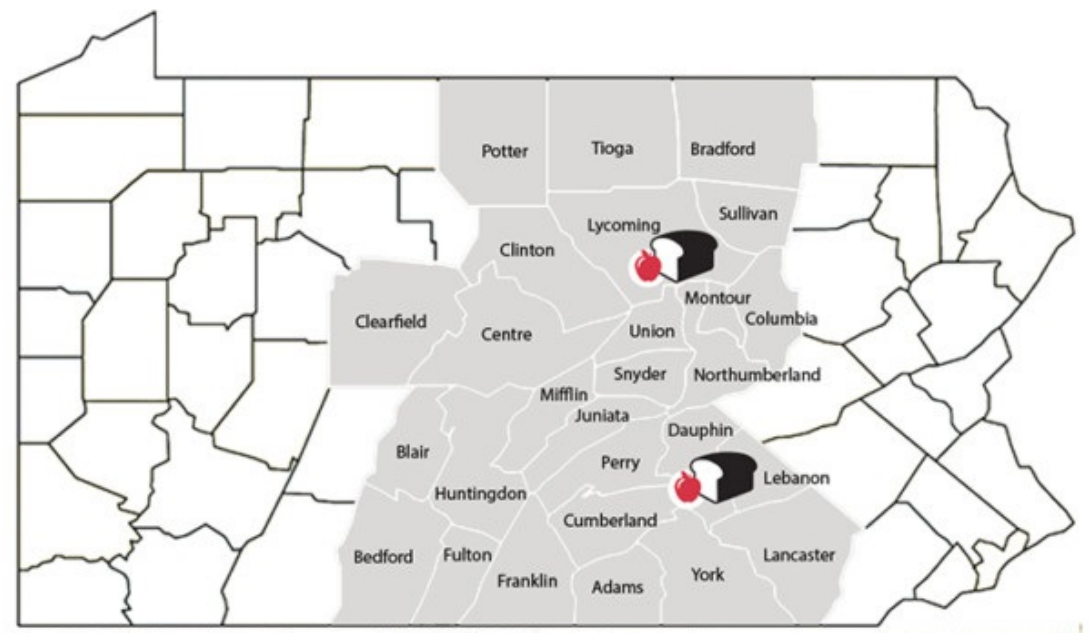 Potter
Tioga
Bradford
Sullivan
Lycoming
Clinton
Montour
Columbia
Clearfield
Centre
Union
Snyder
Northumberland
Mifflin
Juniata
Dauphin
Blair
Perry
Lebanon
Huntingdon
Cumberland
Bedford
Fulton
Lancaster
Franklin
Adams
York